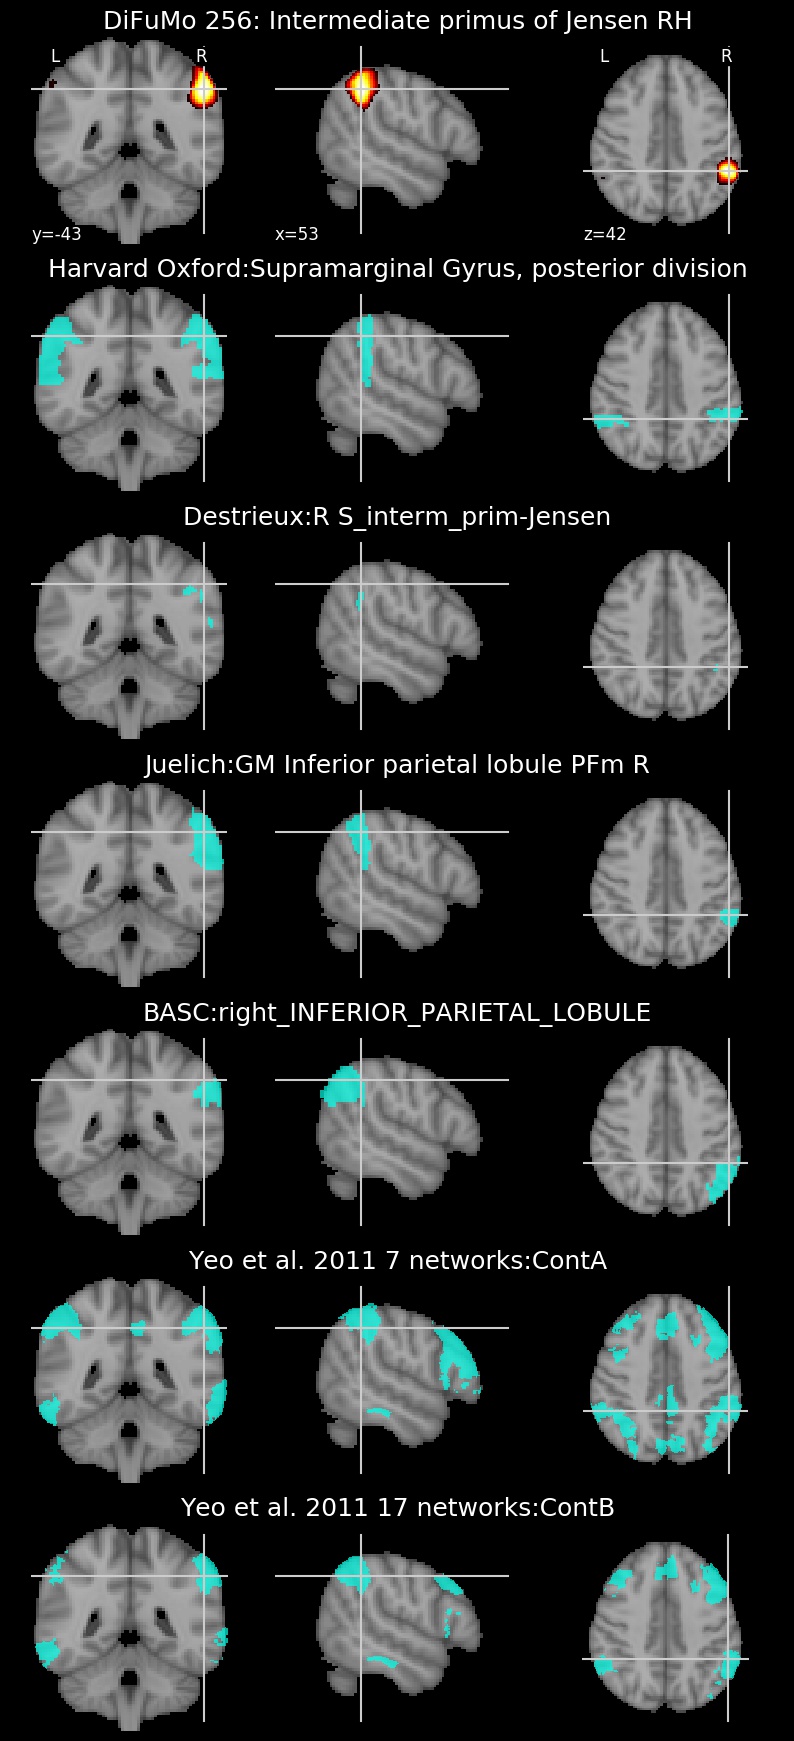 DiFuMo 256: Intermediate primus of Jensen RH
L R L R
y=-43 x=53 z=42
Harvard Oxford:Supramarginal Gyrus, posterior division
Destrieux:R S_interm_prim-Jensen
Juelich:GM Inferior parietal lobule PFm R
BASC:right_INFERIOR_PARIETAL_LOBULE
Yeo et al. 2011 7 networks:ContA
Yeo et al. 2011 17 networks:ContB